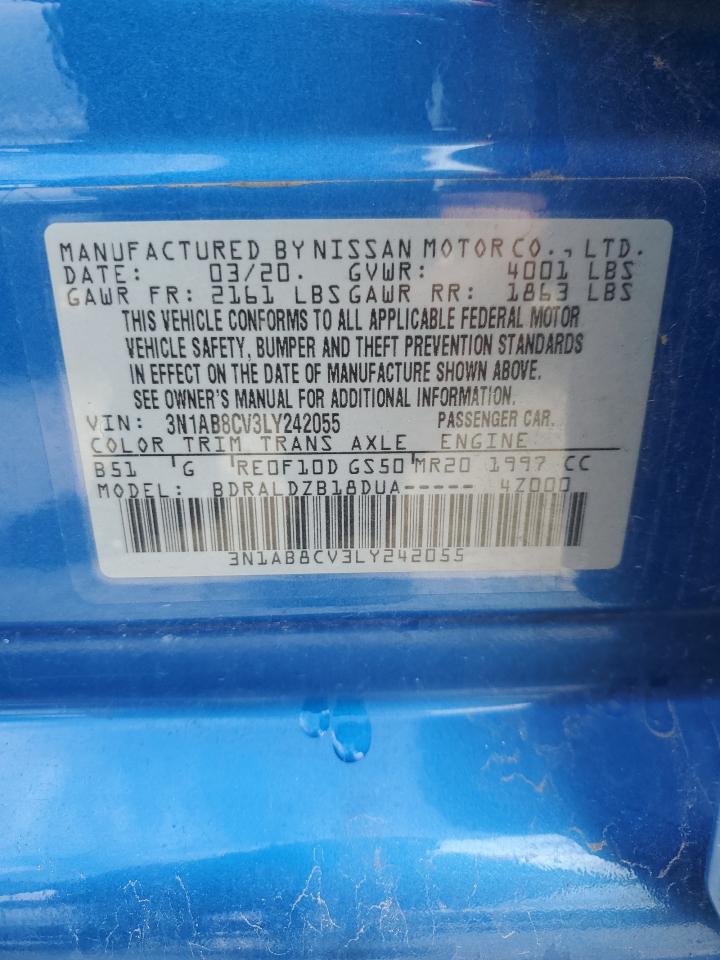 MANUFACTURED BY NISSAN MOTOR CO., LTD.
DATE: 03/20. GVWR: 4001 LBS
GAWR FR: 2161 LBS GAWR RR: 1863 LBS
THIS VEHICLE CONFORMS TO ALL APPLICABLE FEDERAL MOTOR
VEHICLE SAFETY, BUMPER AND THEFT PREVENTION STANDARDS
IN EFFECT ON THE DATE OF MANUFACTURE SHOWN ABOVE.
SEE OWNER'S MANUAL FOR ADDITIONAL INFORMATION.
VIN: 3N1AB8CV3LY242055 PASSENGER CAR.
COLOR TRIM TRANS AXLE ENGINE
B51 G RE0F10D GS50 MR20 1997 CC
MODEL: BDRALDZB18DUA----- 4Z000
3N1AB8CV3LY242055